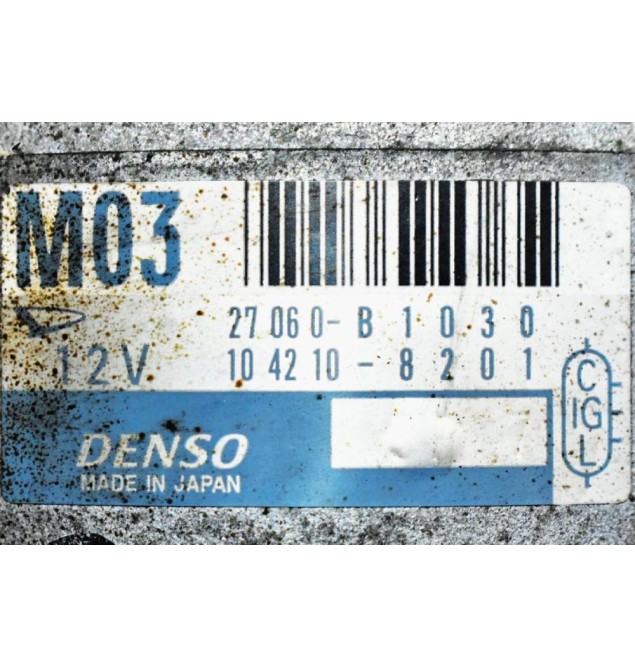 M03
27060-B1030
12V 104210-8201
DENSO
MADE IN JAPAN
C
IG
L